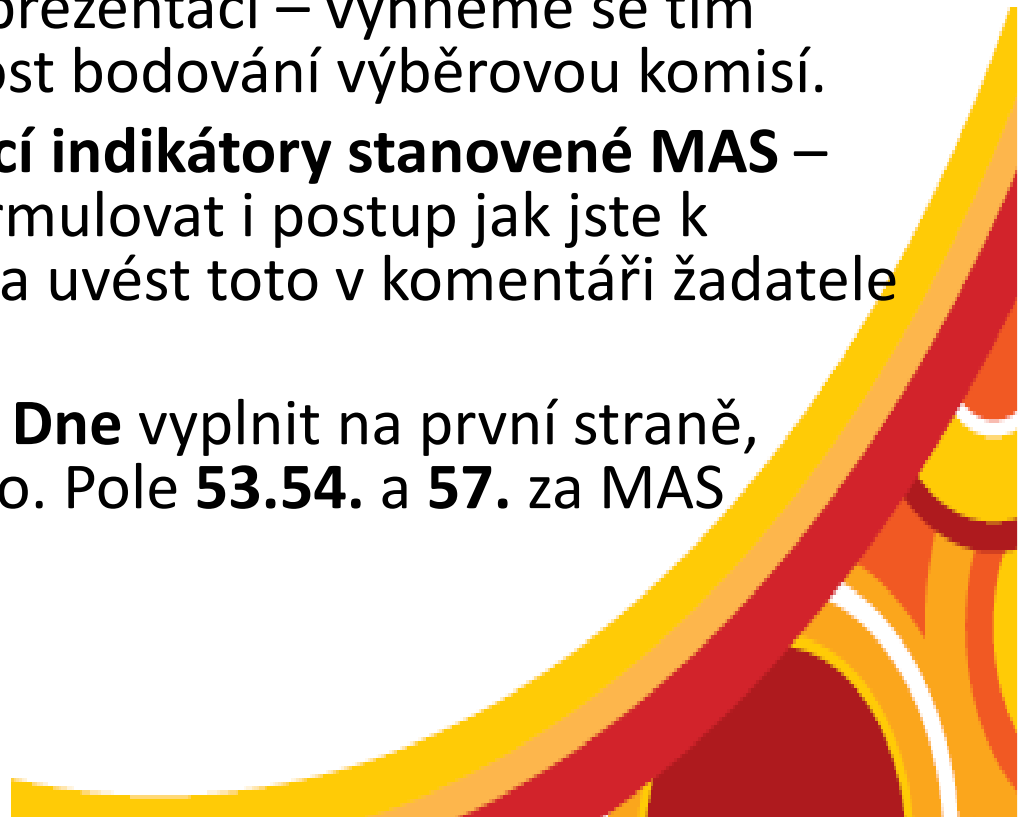 prezentaci – vyhneme se tím
ost bodování výběrovou komisí.
cí indikátory stanovené MAS –
rmulovat i postup jak jste k
a uvést toto v komentáři žadatele
Dne vyplnit na první straně,
o. Pole 53.54. a 57. za MAS